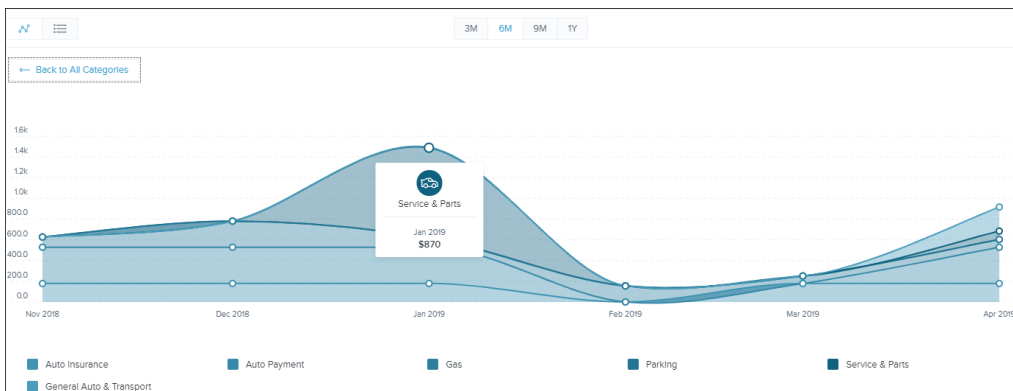 3M 6M 9M 1Y
← Back to All Categories
1.6k
1.4k
1.2k
1.0k
800.0
600.0
400.0
200.0
0.0
Service & Parts
Jan 2019
$870
Nov 2018 Dec 2018 Jan 2019 Feb 2019 Mar 2019 Apr 2019
Auto Insurance Auto Payment Gas Parking Service & Parts
General Auto & Transport